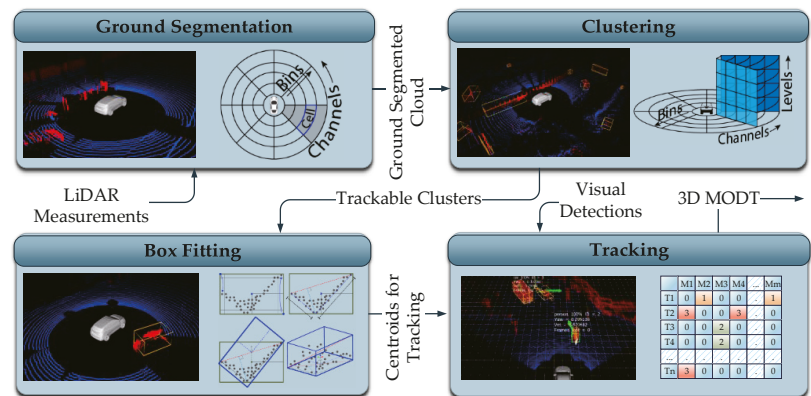 Ground Segmentation
Bins
Cell
Channels
Ground Segmented
Cloud
Clustering
Bins
Channels
Levels
LiDAR
Measurements
Trackable Clusters
Visual
Detections
3D MODT
Box Fitting
Centroids for
Tracking
Tracking
M1 M2 M3 M4 ... Mm
T1 0 1 0 0 . 1
T2 3 0 0 3 . 0
T3 0 0 2 0 . 0
T4 0 0 2 0 . 0
... . . . . . .
Tn 3 0 0 0 . 0